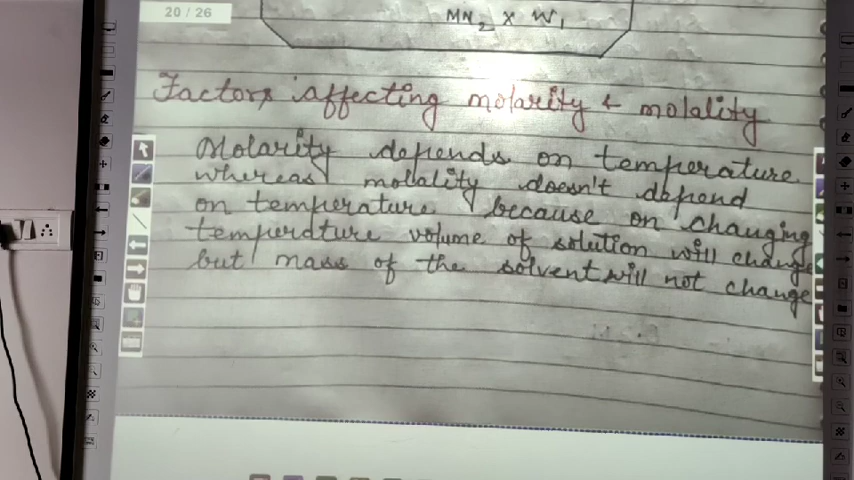 20 / 26
MM₂ × W₁
Factors affecting molarity & molality
Molarity depends on temperature
whereas molality doesn't depend
on temperature because on changing
temperature volume of solution will change
but mass of the solvent will not change